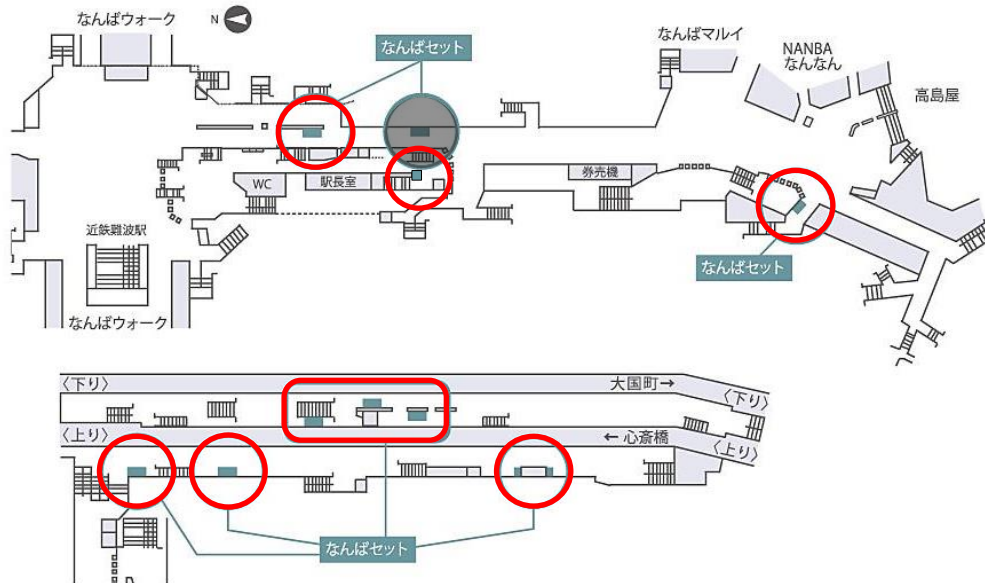 なんばウォーク
N
なんばセット
なんばマルイ
NANBA
なんなん
高島屋
WC
駅長室
券売機
近鉄難波駅
なんばウォーク
なんばセット
〈下り〉
大国町→
〈下り〉
〈上り〉
←心斎橋
〈上り〉
なんばセット